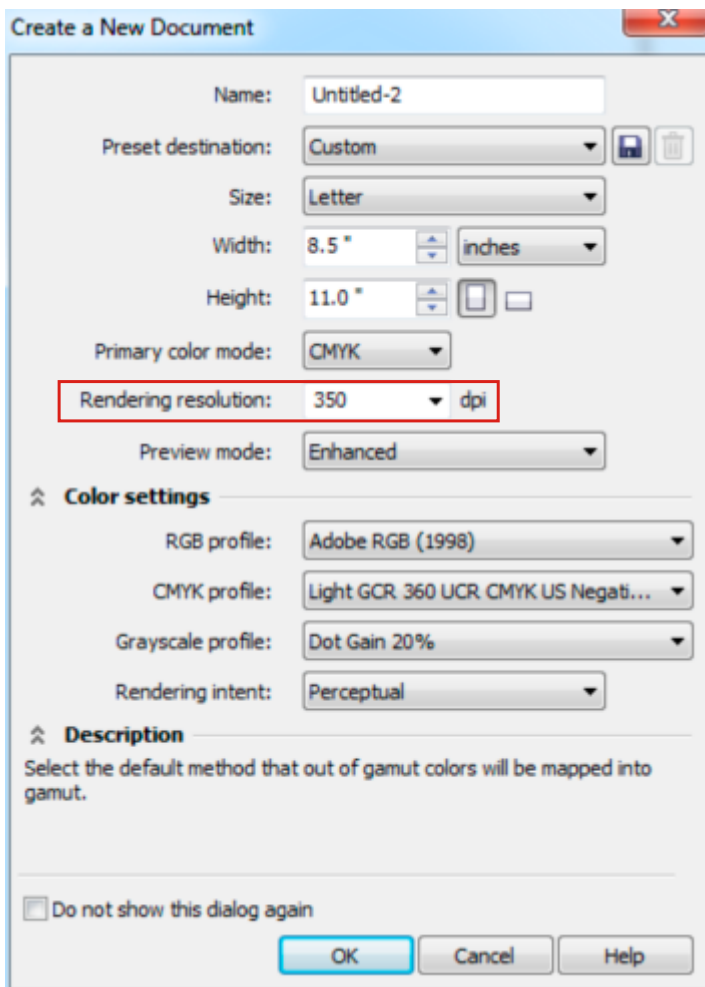 Create a New Document
Name: Untitled-2
Preset destination: Custom
Size: Letter
Width: 8.5 " inches
Height: 11.0 "
Primary color mode: CMYK
Rendering resolution: 350 dpi
Preview mode: Enhanced
Color settings
RGB profile: Adobe RGB (1998)
CMYK profile: Light GCR 360 UCR CMYK US Negati...
Grayscale profile: Dot Gain 20%
Rendering intent: Perceptual
Description
Select the default method that out of gamut colors will be mapped into
gamut.
Do not show this dialog again
OK Cancel Help